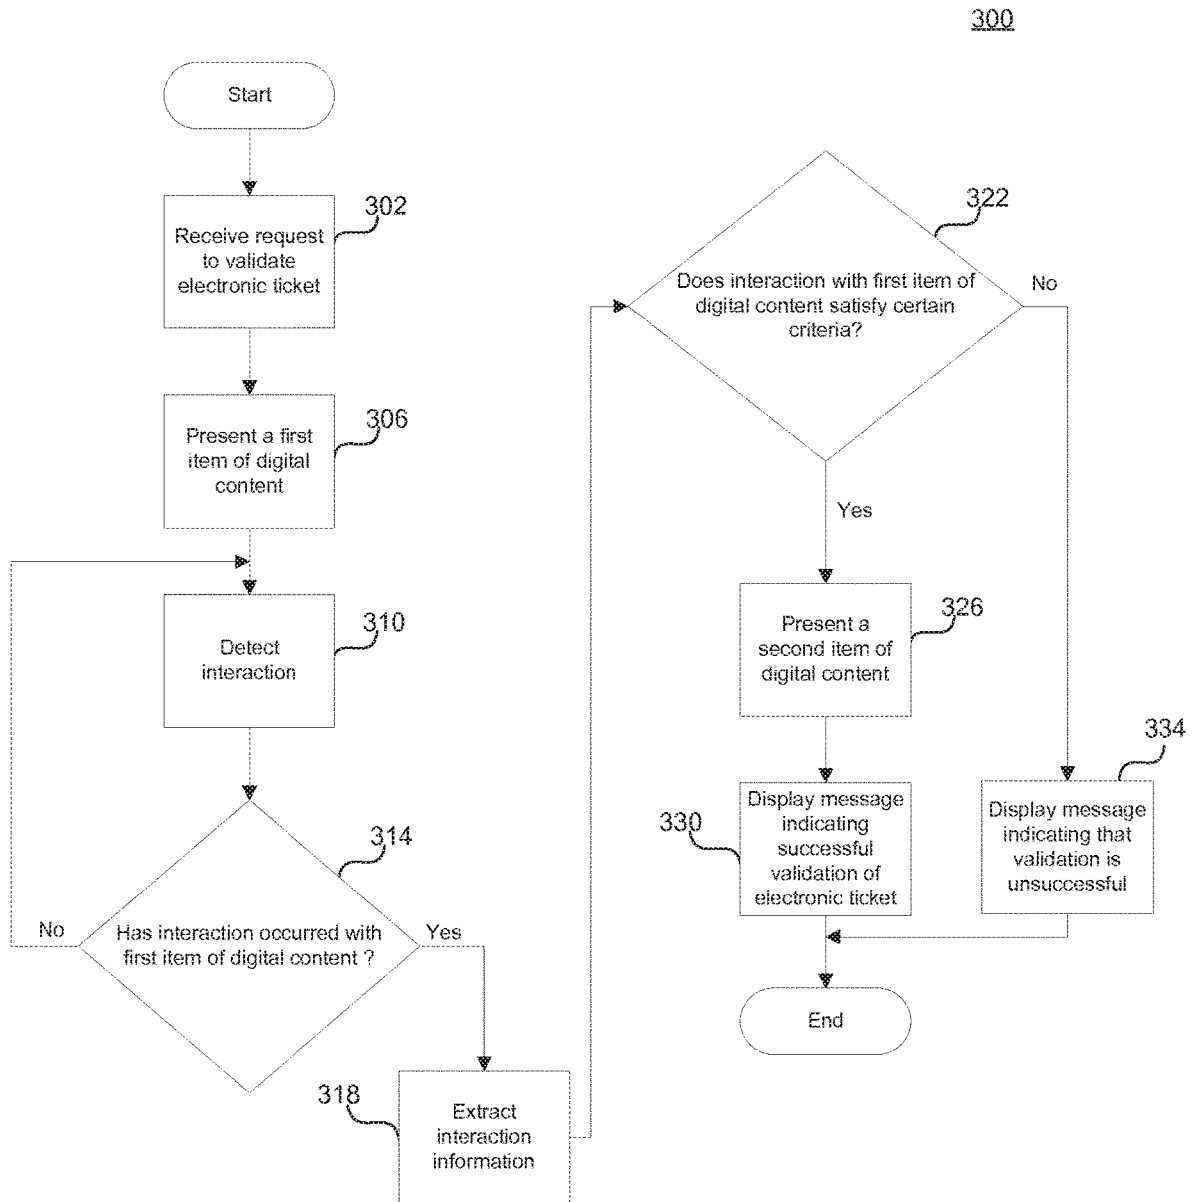 300
Start
302
Receive request
to validate
electronic ticket
306
Present a first
item of digital
content
310
Detect
interaction
314
Has interaction occurred with
first item of digital content ?
No
Yes
318
Extract
interaction
information
322
Does interaction with first item of
digital content satisfy certain
criteria?
No
Yes
326
Present a
second item of
digital content
330
Display message
indicating
successful
validation of
electronic ticket
334
Display message
indicating that
validation is
unsuccessful
End